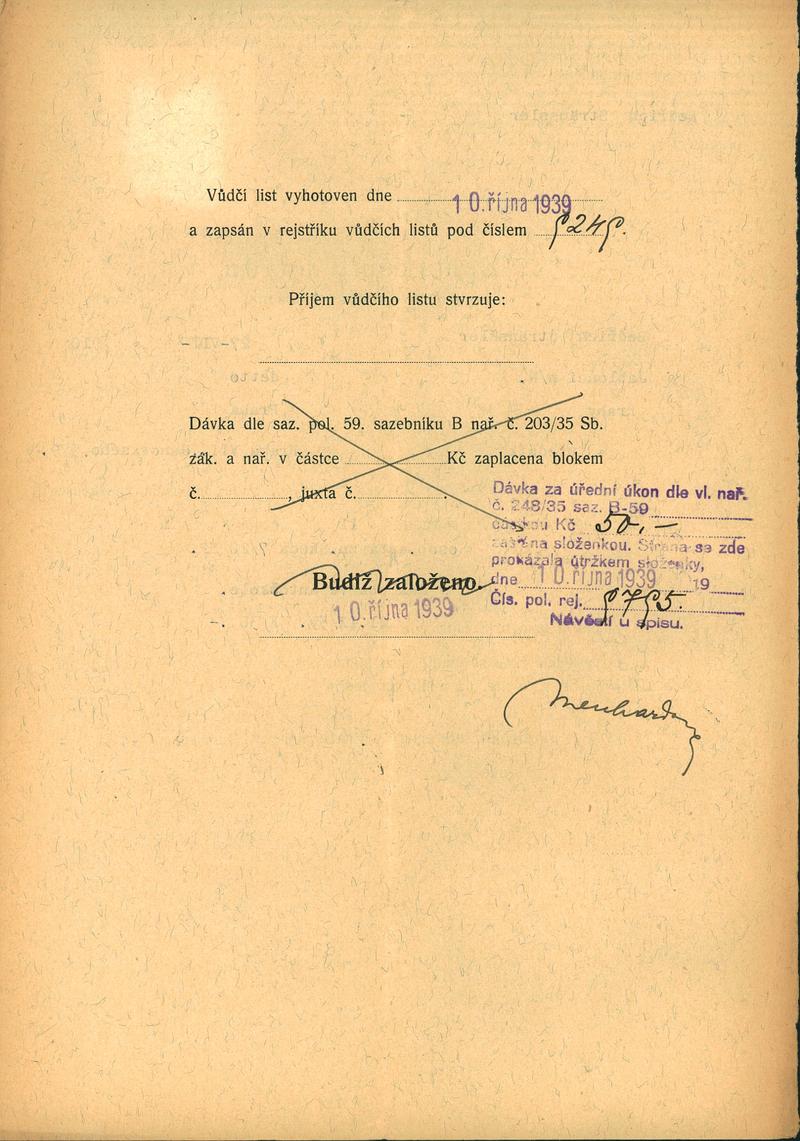 Vůdčí list vyhotoven dne 10. října 1939
a zapsán v rejstříku vůdčích listů pod číslem
Příjem vůdčího listu stvrzuje:
Dávka dle saz. pol. 59. sazebníku B nař. č. 203/35 Sb.
zák. a nař. v částce Kč zaplacena blokem
č. , juxta č.
Dávka za úřední úkon dle vl. nař.
č. 248/35 saz. B-59
částkou Kč 50,—
složenkou. Strana se zde
prokázala útržkem složenky,
dne 10. října 1939 19
Čís. pol. rej.
Návěstí u spisu.
Budiž založeno.
10. října 1939